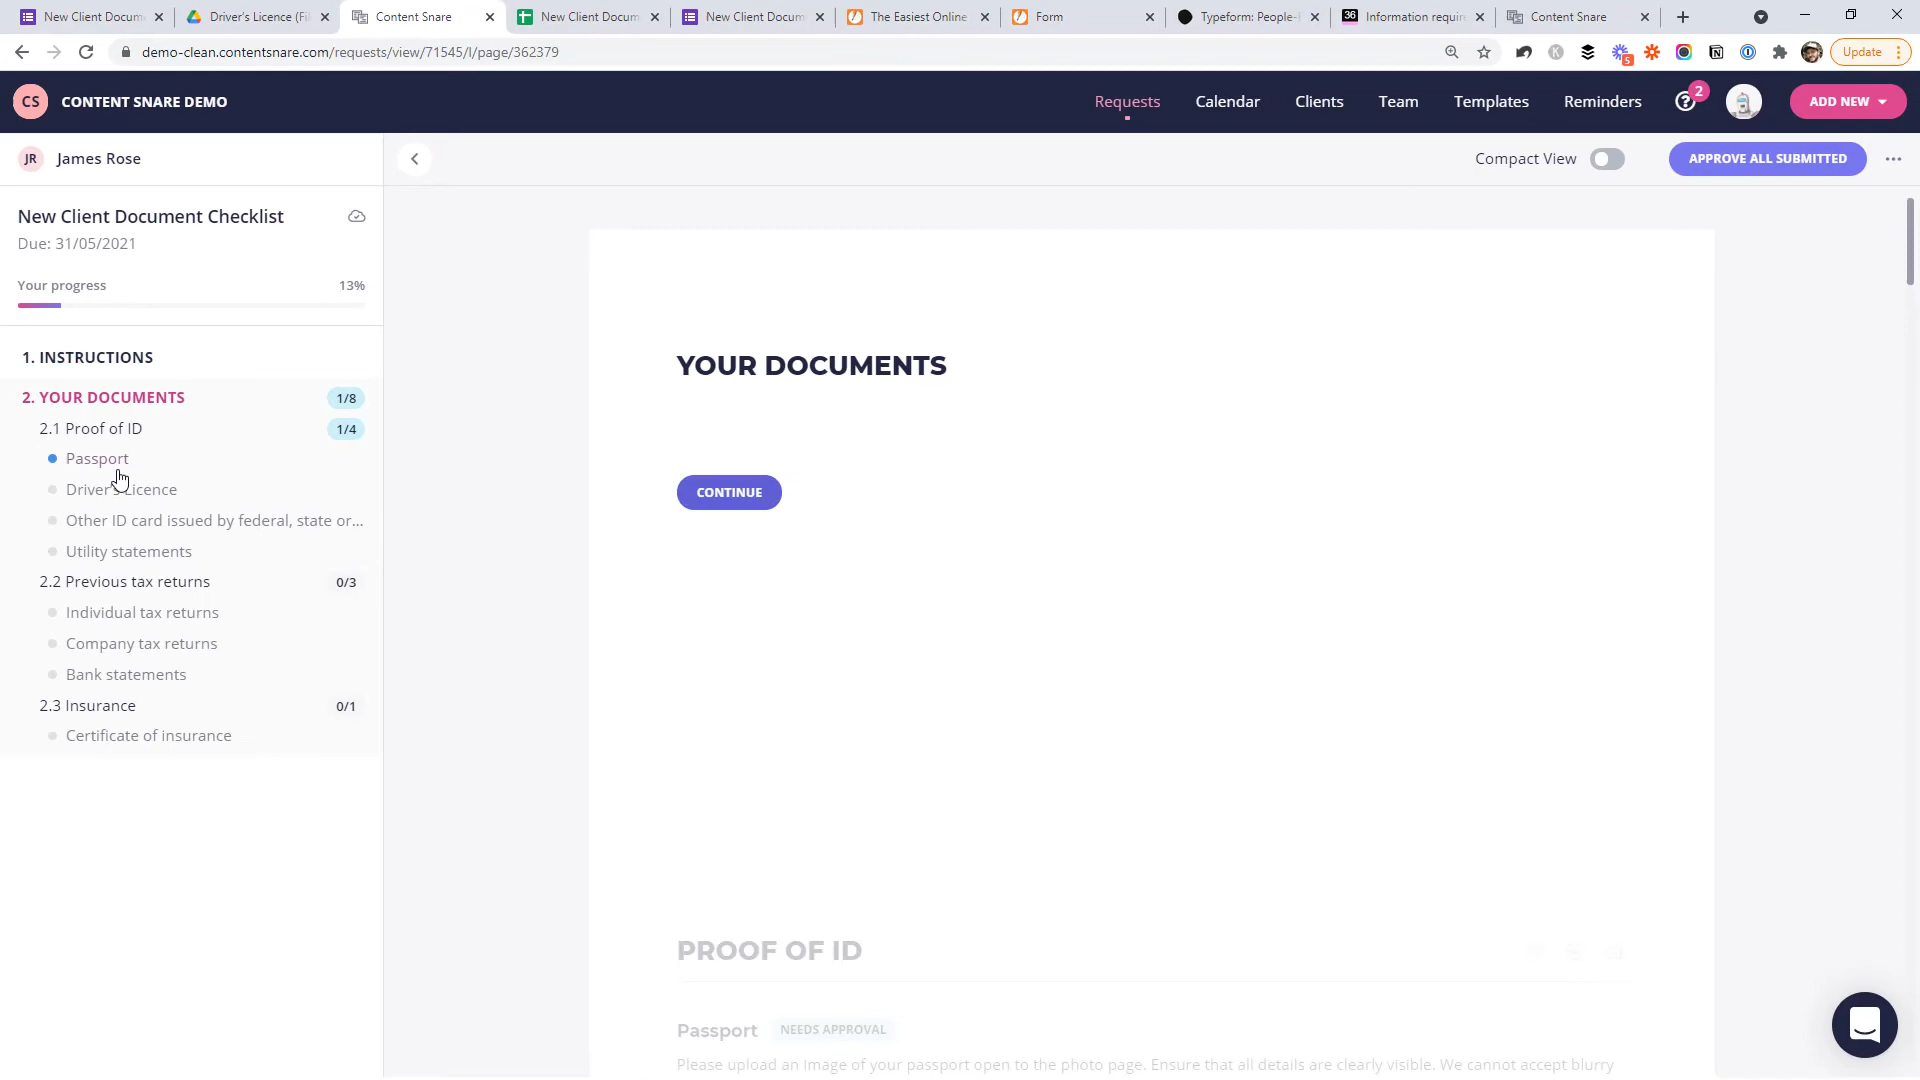 New Client Docum
Driver's Licence (Fil
Content Snare
New Client Docum
New Client Docum
The Easiest Online
Form
Typeform: People-
36
Information requir
Content Snare
demo-clean.contentsnare.com/requests/view/71545/l/page/362379
5
Update
CS
CONTENT SNARE DEMO
Requests
Calendar
Clients
Team
Templates
Reminders
2
ADD NEW
JR
James Rose
Compact View
APPROVE ALL SUBMITTED
New Client Document Checklist
Due: 31/05/2021
Your progress
13%
1. INSTRUCTIONS
2. YOUR DOCUMENTS
1/8
2.1 Proof of ID
1/4
Passport
Driver's Licence
Other ID card issued by federal, state or...
Utility statements
2.2 Previous tax returns
0/3
Individual tax returns
Company tax returns
Bank statements
2.3 Insurance
0/1
Certificate of insurance
YOUR DOCUMENTS
CONTINUE
PROOF OF ID
Passport
NEEDS APPROVAL
Please upload an image of your passport open to the photo page. Ensure that all details are clearly visible. We cannot accept blurry